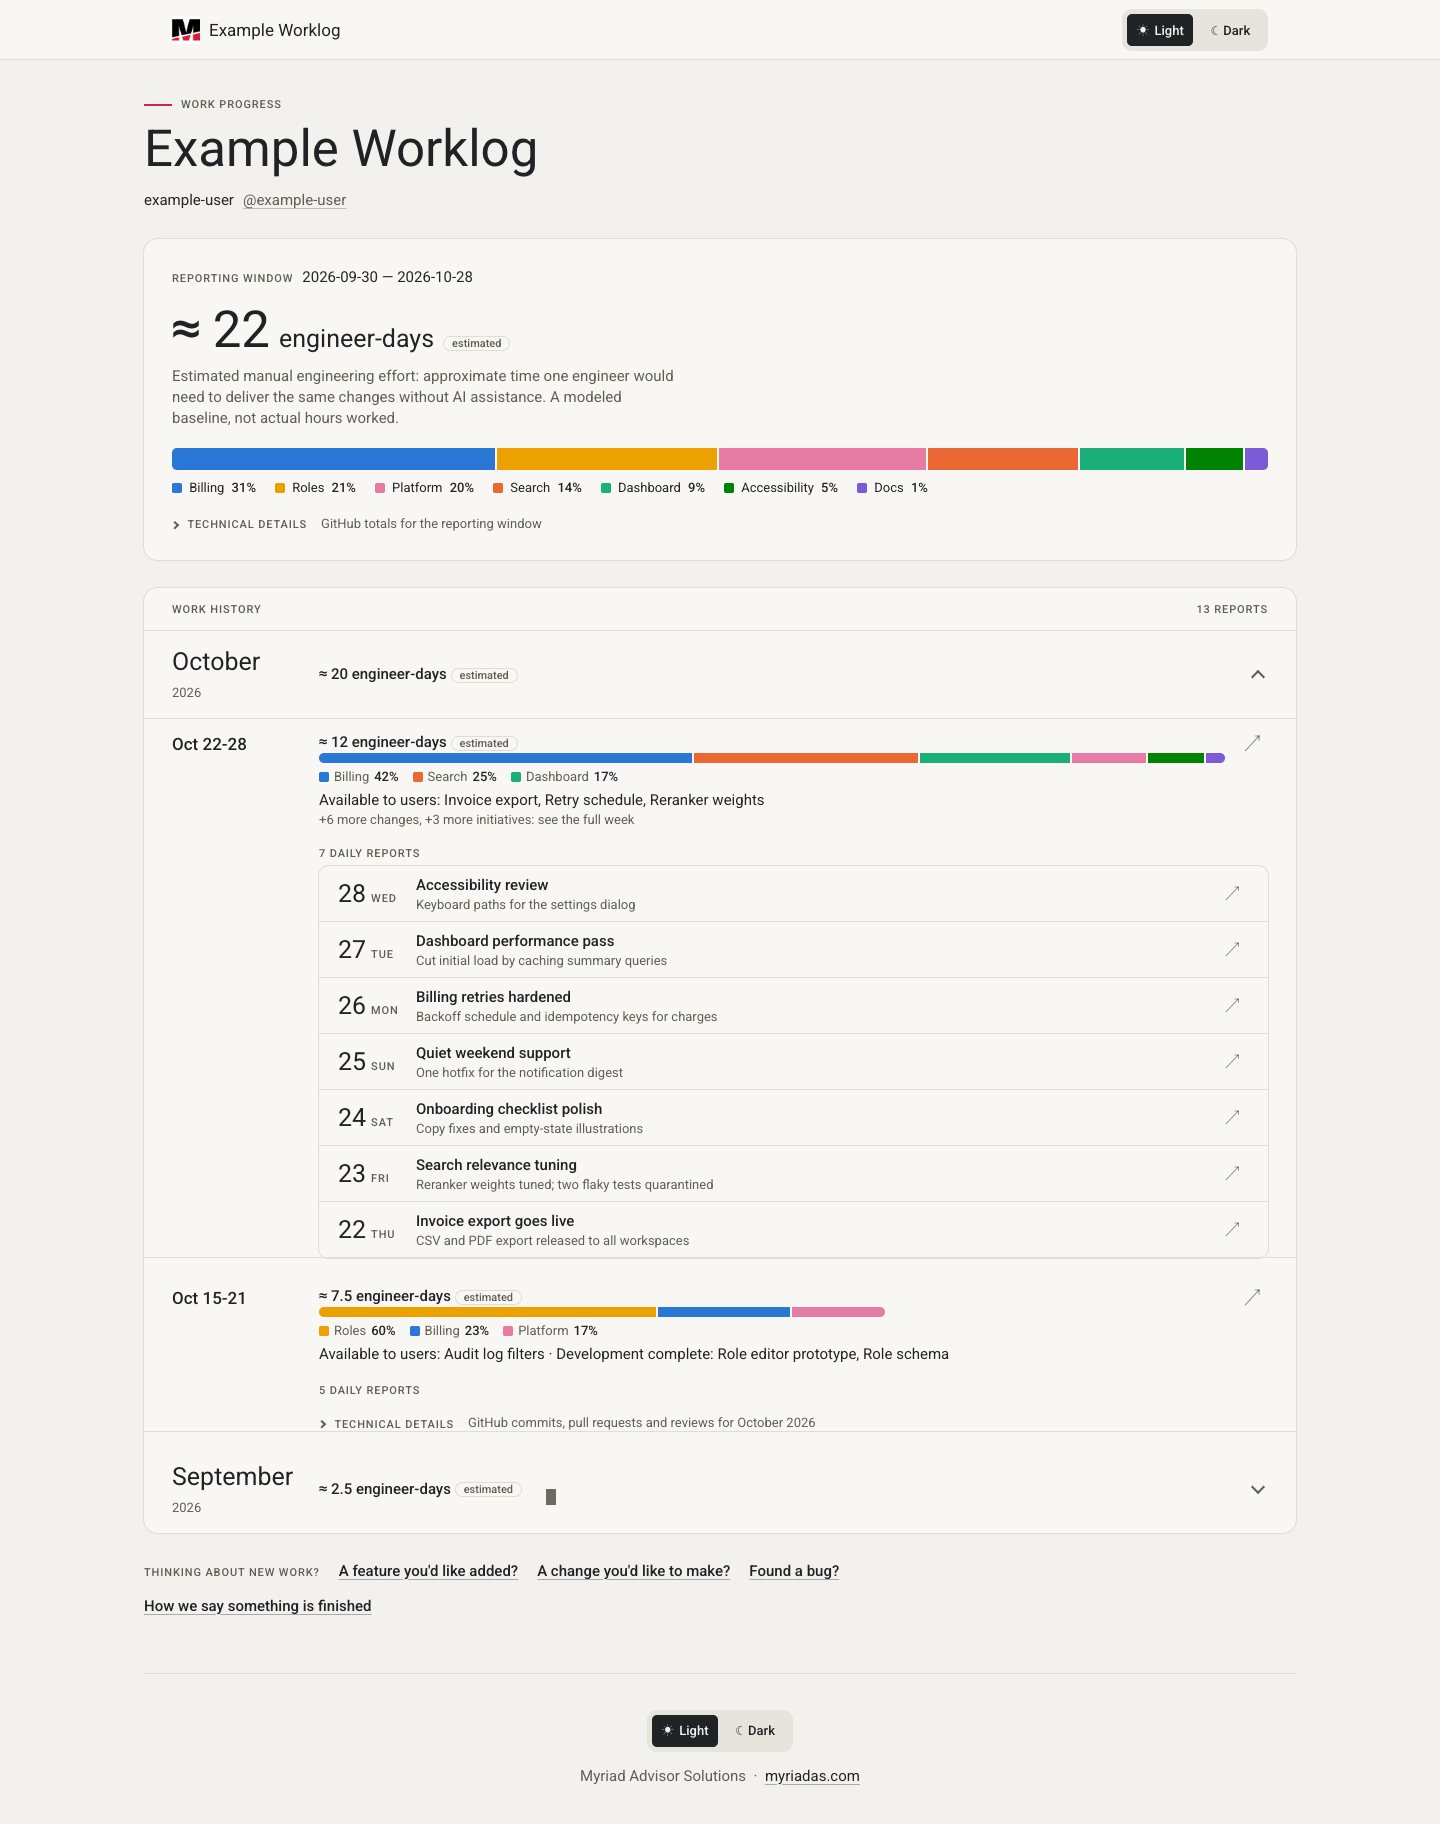 Example Worklog
☀ Light ☾ Dark
WORK PROGRESS
Example Worklog
example-user @example-user
REPORTING WINDOW 2026-09-30 — 2026-10-28
≈ 22 engineer-days estimated
Estimated manual engineering effort: approximate time one engineer would
need to deliver the same changes without AI assistance. A modeled
baseline, not actual hours worked.
Billing 31% Roles 21% Platform 20% Search 14% Dashboard 9% Accessibility 5% Docs 1%
TECHNICAL DETAILS GitHub totals for the reporting window
WORK HISTORY 13 REPORTS
October
2026
≈ 20 engineer-days estimated
Oct 22-28
≈ 12 engineer-days estimated
Billing 42% Search 25% Dashboard 17%
Available to users: Invoice export, Retry schedule, Reranker weights
+6 more changes, +3 more initiatives: see the full week
7 DAILY REPORTS
28 WED
Accessibility review
Keyboard paths for the settings dialog
27 TUE
Dashboard performance pass
Cut initial load by caching summary queries
26 MON
Billing retries hardened
Backoff schedule and idempotency keys for charges
25 SUN
Quiet weekend support
One hotfix for the notification digest
24 SAT
Onboarding checklist polish
Copy fixes and empty-state illustrations
23 FRI
Search relevance tuning
Reranker weights tuned; two flaky tests quarantined
22 THU
Invoice export goes live
CSV and PDF export released to all workspaces
Oct 15-21
≈ 7.5 engineer-days estimated
Roles 60% Billing 23% Platform 17%
Available to users: Audit log filters · Development complete: Role editor prototype, Role schema
5 DAILY REPORTS
TECHNICAL DETAILS GitHub commits, pull requests and reviews for October 2026
September
2026
≈ 2.5 engineer-days estimated
THINKING ABOUT NEW WORK? A feature you'd like added? A change you'd like to make? Found a bug?
How we say something is finished
☀ Light ☾ Dark
Myriad Advisor Solutions · myriadas.com